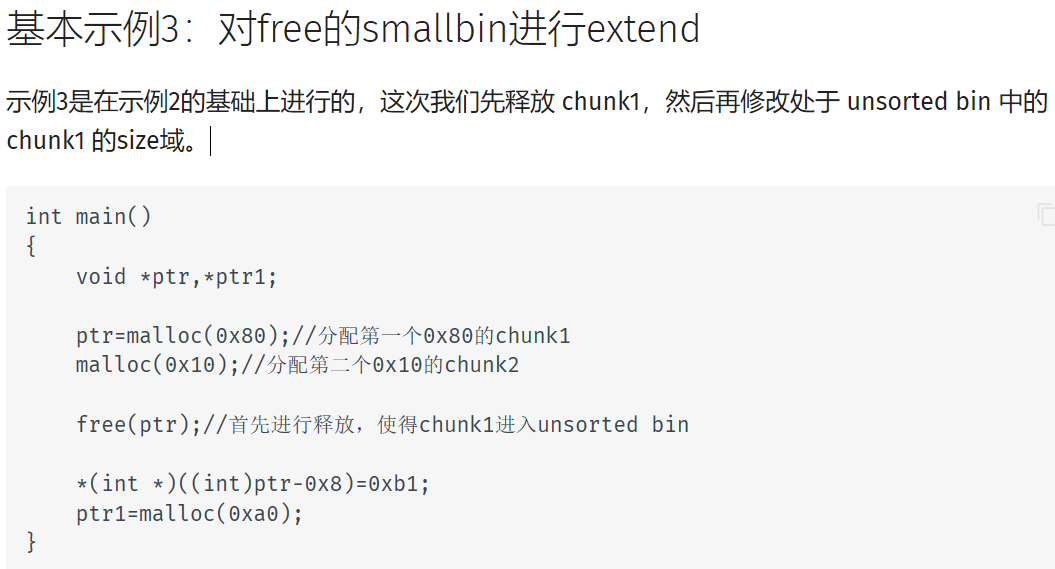 基本示例3：对free的smallbin进行extend
示例3是在示例2的基础上进行的，这次我们先释放 chunk1，然后再修改处于 unsorted bin 中的
chunk1 的size域。
int main()
{
    void *ptr,*ptr1;
    ptr=malloc(0x80);//分配第一个0x80的chunk1
    malloc(0x10);//分配第二个0x10的chunk2
    free(ptr);//首先进行释放，使得chunk1进入unsorted bin
    *(int *)((int)ptr-0x8)=0xb1;
    ptr1=malloc(0xa0);
}